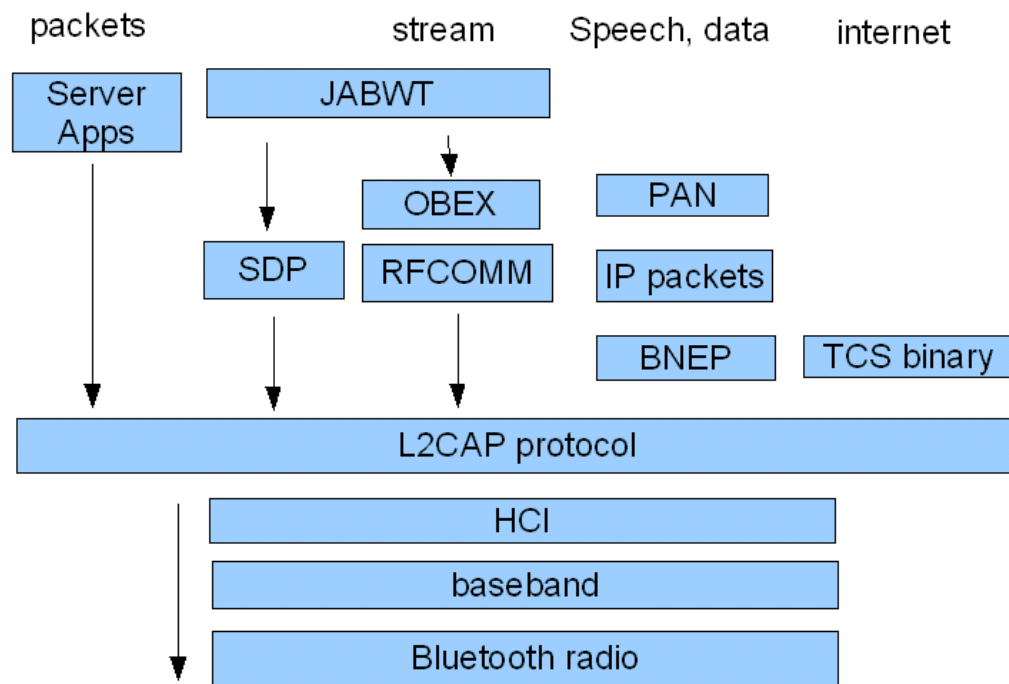 packets
stream
Speech, data
internet
Server
Apps
JABWT
OBEX
PAN
SDP
RFCOMM
IP packets
BNEP
TCS binary
L2CAP protocol
HCI
baseband
Bluetooth radio